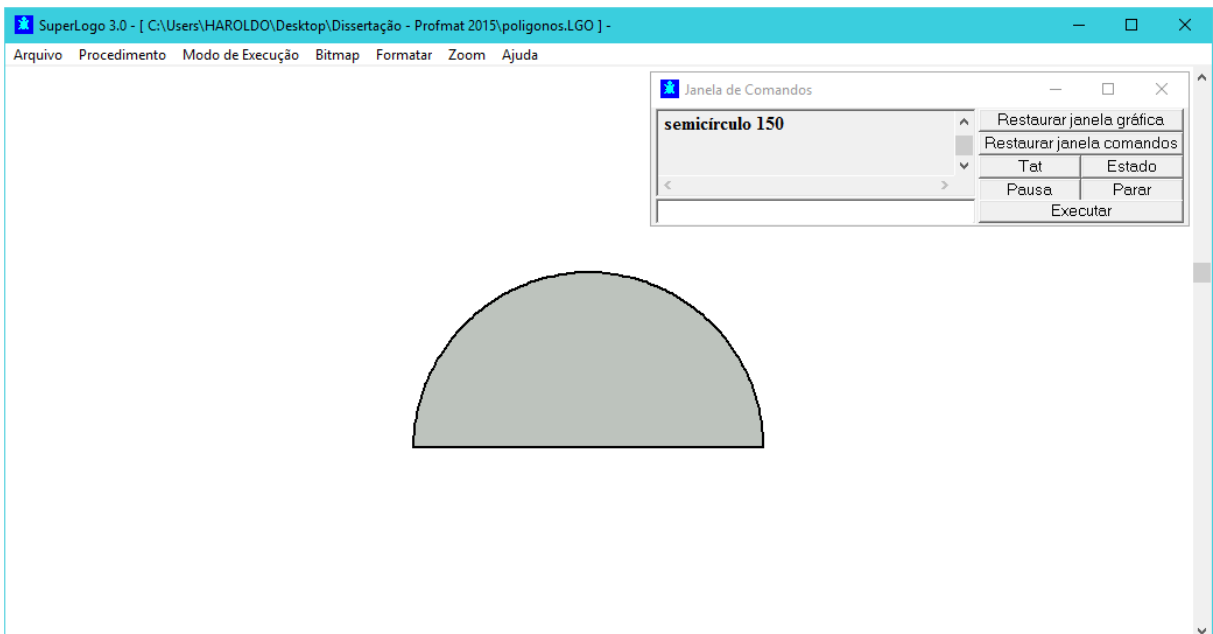 SuperLogo 3.0 - [ C:\Users\HAROLDO\Desktop\Dissertação - Profmat 2015\poligonos.LGO ] -
Arquivo Procedimento Modo de Execução Bitmap Formatar Zoom Ajuda
Janela de Comandos
semicírculo 150
Restaurar janela gráfica
Restaurar janela comandos
Tat Estado
Pausa Parar
Executar